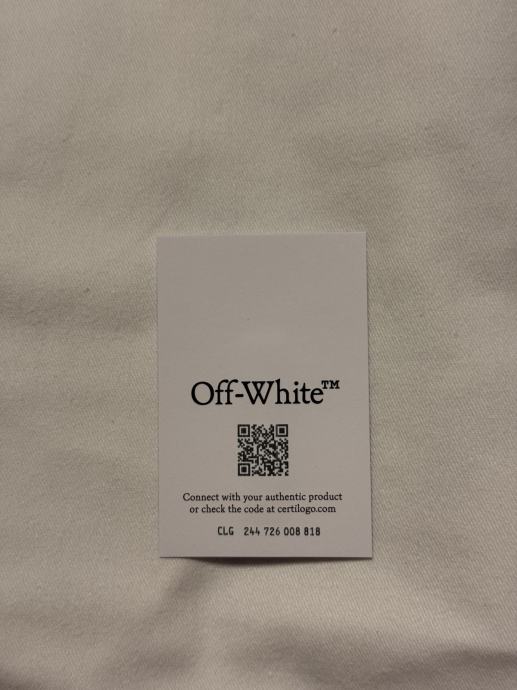 Off-White™
Connect with your authentic product
or check the code at certilogo.com
CLG 244 726 008 818